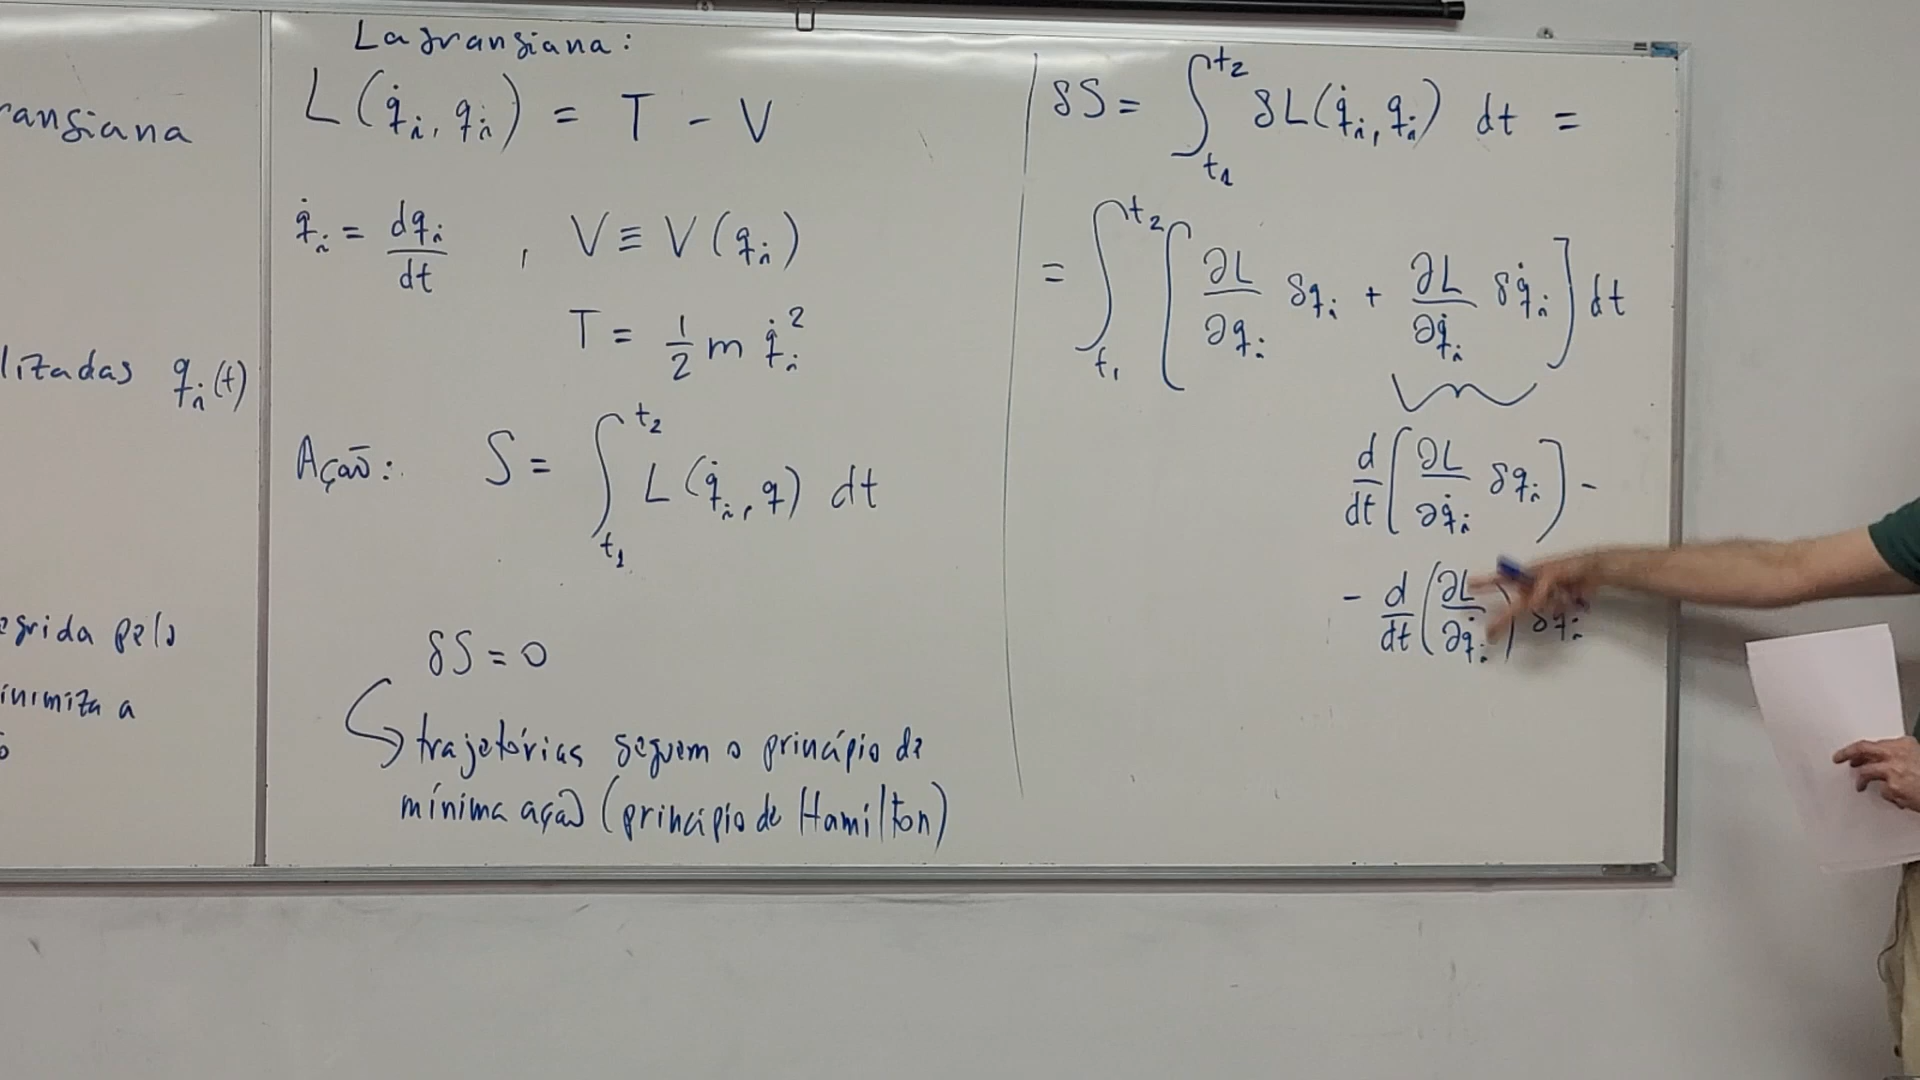 ransiana
lizadas qᵢ(t)
egrida pelo
inimiza a
Lagrangiana:
L(q̇ᵢ, qᵢ) = T - V
q̇ᵢ = dqᵢ/dt , V ≡ V(qᵢ)
T = 1/2 m q̇ᵢ²
Ação: S = ∫_{t₁}^{t₂} L(q̇ᵢ, q) dt
δS = 0
↳ trajetórias seguem o princípio de
mínima ação (princípio de Hamilton)
δS = ∫_{t₁}^{t₂} δL(q̇ᵢ, qᵢ) dt =
= ∫_{t₁}^{t₂} [∂L/∂qᵢ δqᵢ + ∂L/∂q̇ᵢ δq̇ᵢ] dt
d/dt (∂L/∂q̇ᵢ δqᵢ) -
- d/dt (∂L/∂q̇ᵢ) δqᵢ